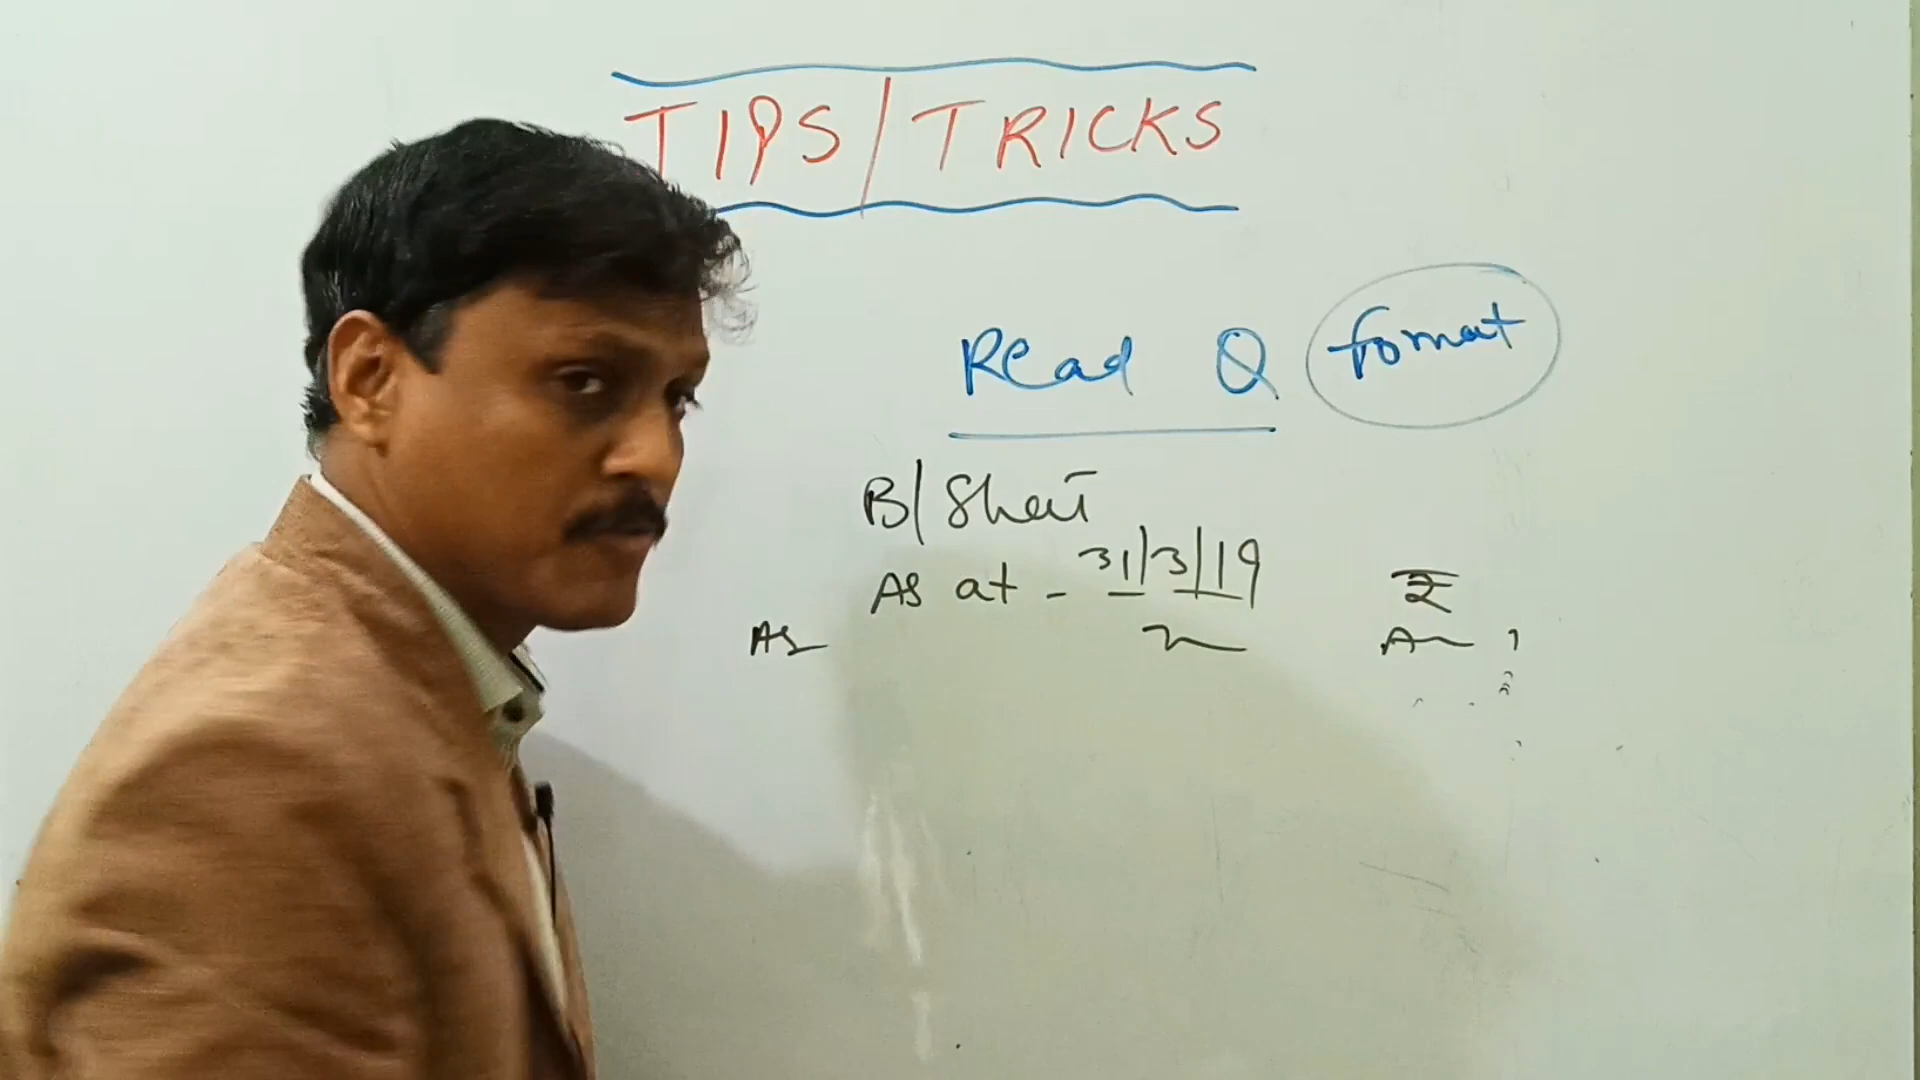 TIPS/TRICKS
Read Q format
B/Sheet
As at - 31/3/19
₹